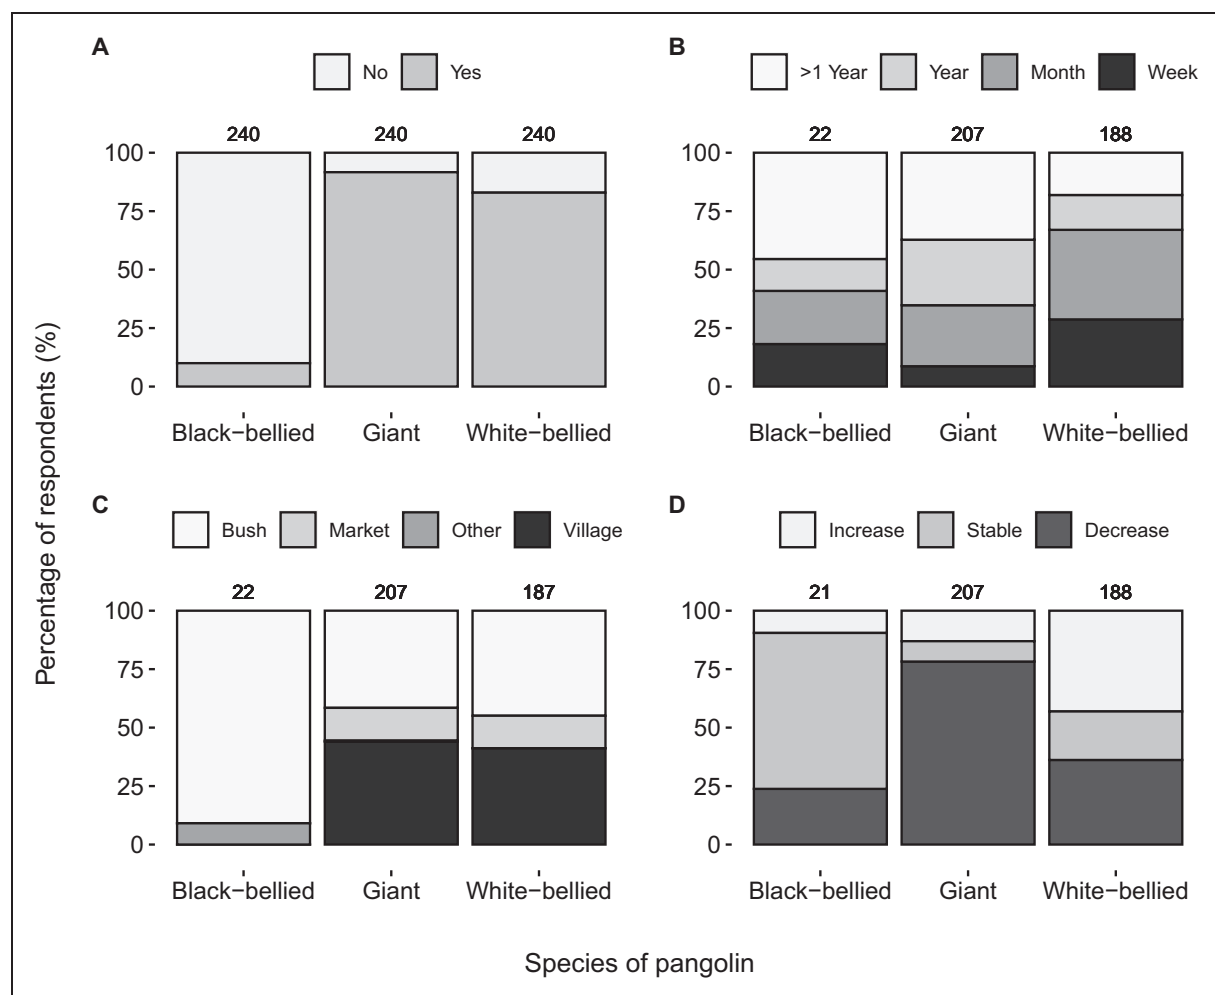 A
No Yes
240 240 240
100
75
50
25
0
Black−bellied Giant White−bellied
B
>1 Year Year Month Week
22 207 188
100
75
50
25
0
Black−bellied Giant White−bellied
C
Bush Market Other Village
22 207 187
100
75
50
25
0
Black−bellied Giant White−bellied
D
Increase Stable Decrease
21 207 188
100
75
50
25
0
Black−bellied Giant White−bellied
Percentage of respondents (%)
Species of pangolin